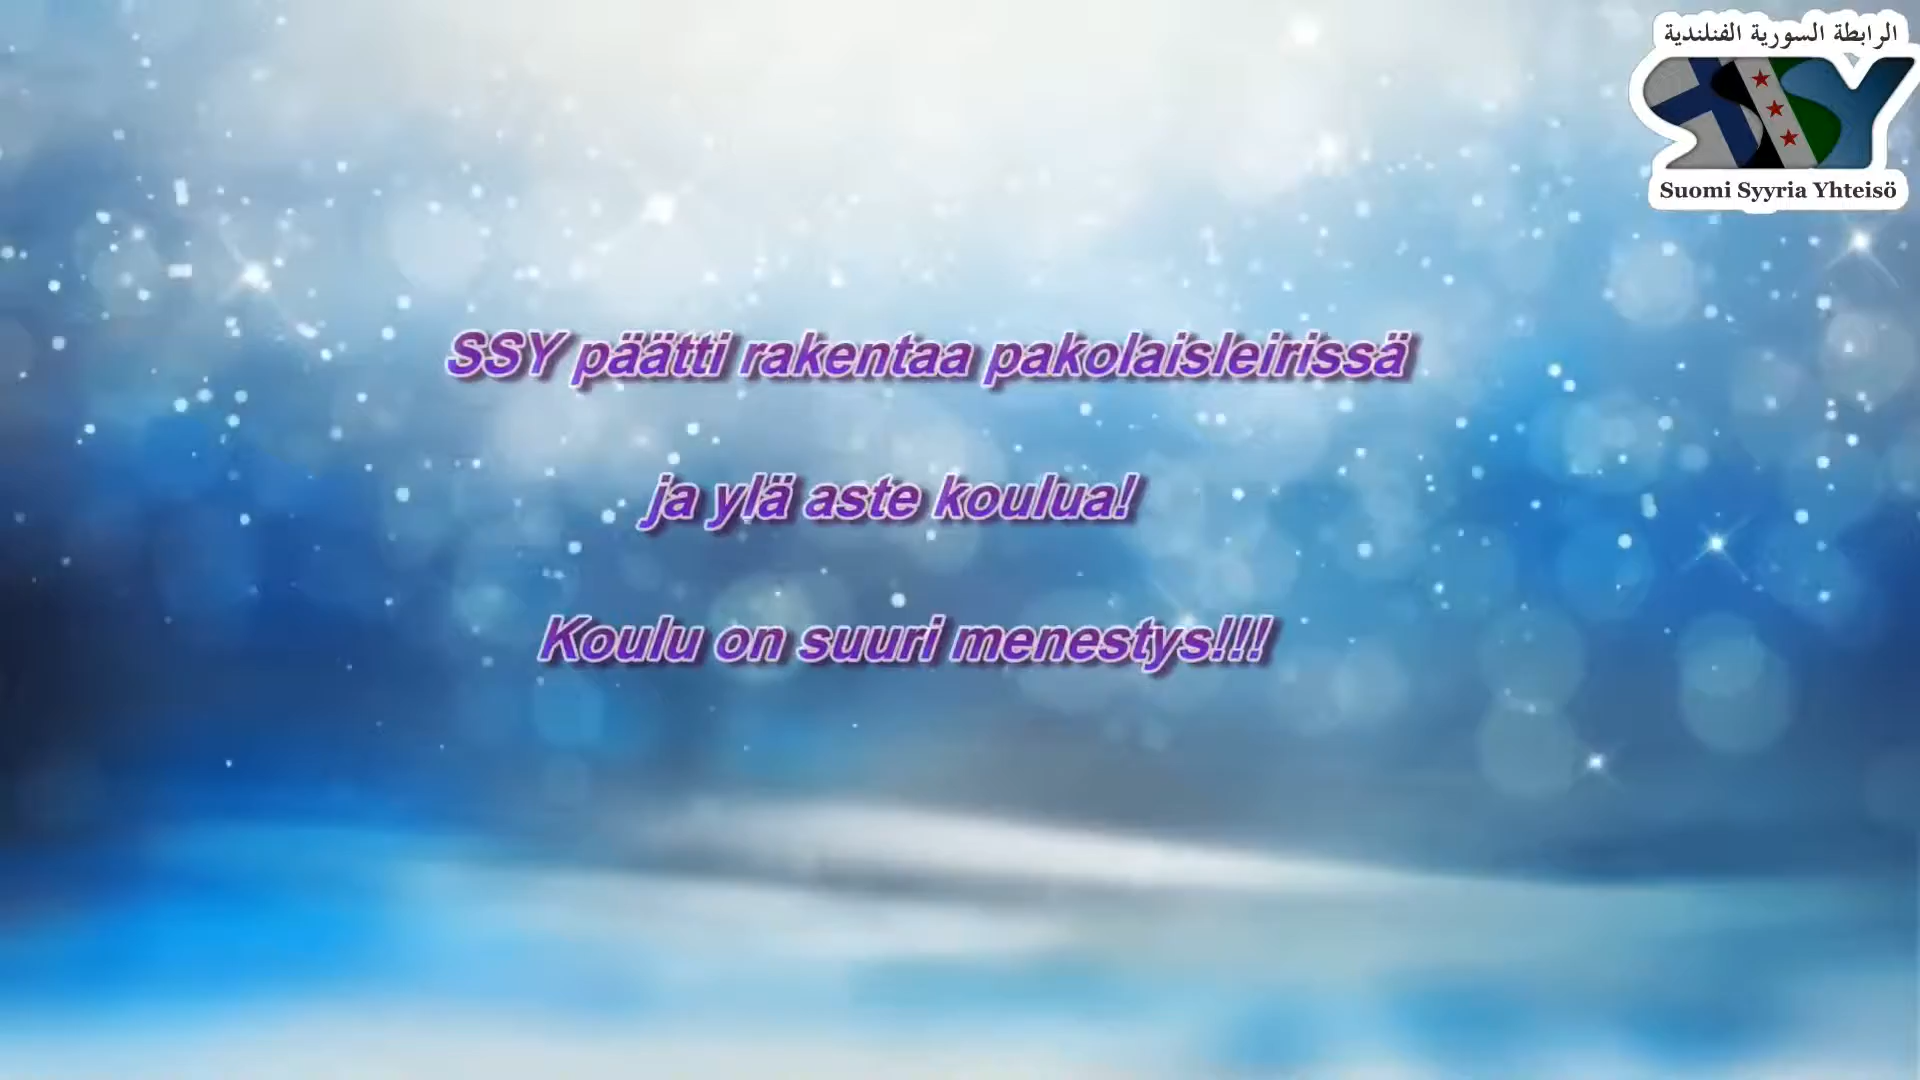 الرابطة السورية الفنلندية
SSY
Suomi Syyria Yhteisö
SSY päätti rakentaa pakolaisleirissä
ja ylä aste koulua!
Koulu on suuri menestys!!!